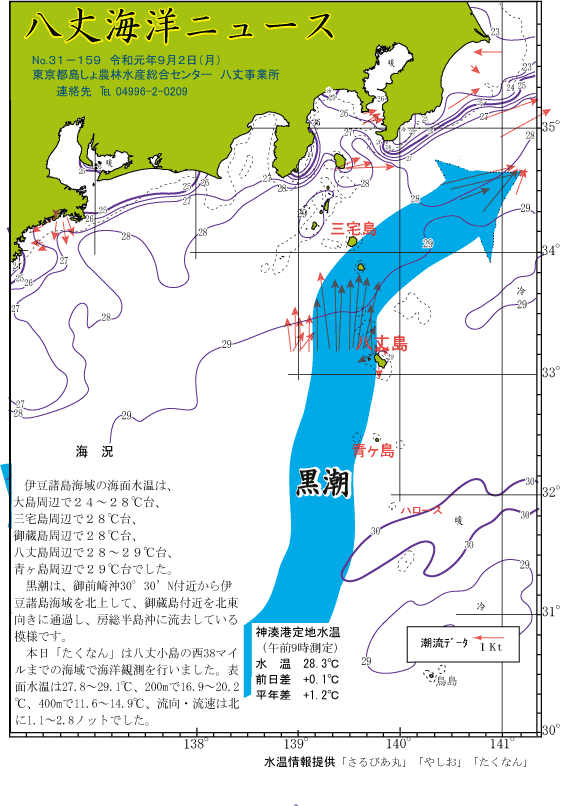 八丈海洋ニュース
No.31－159 令和元年9月2日(月)
東京都島しょ農林水産総合センター 八丈事業所
連絡先 ℡ 04996-2-0209
暖
暖
三宅島
八丈島
青ヶ島
黒潮
ハロース
冷
暖
冷
鳥島
海 況
伊豆諸島海域の海面水温は、
大島周辺で２４～２８℃台、
三宅島周辺で２８℃台、
御蔵島周辺で２８℃台、
八丈島周辺で２８～２９℃台、
青ヶ島周辺で２９℃台でした。
黒潮は、御前崎沖30°30’N付近から伊
豆諸島海域を北上して、御蔵島付近を北東
向きに通過し、房総半島沖に流去している
模様です。
本日「たくなん」は八丈小島の西38マイ
ルまでの海域で海洋観測を行いました。表
面水温は27.8～29.1℃、200mで16.9～20.2
℃、400mで11.6～14.9℃、流向・流速は北
に1.1～2.8ノットでした。
神湊港定地水温
（午前9時測定）
水 温 28.3℃
前日差 +0.1℃
平年差 +1.2℃
潮流ﾃﾞｰﾀ
1 Kt
35°
34°
33°
32°
31°
30°
138° 139° 140° 141°
水温情報提供 「さるびあ丸」「やしお」「たくなん」